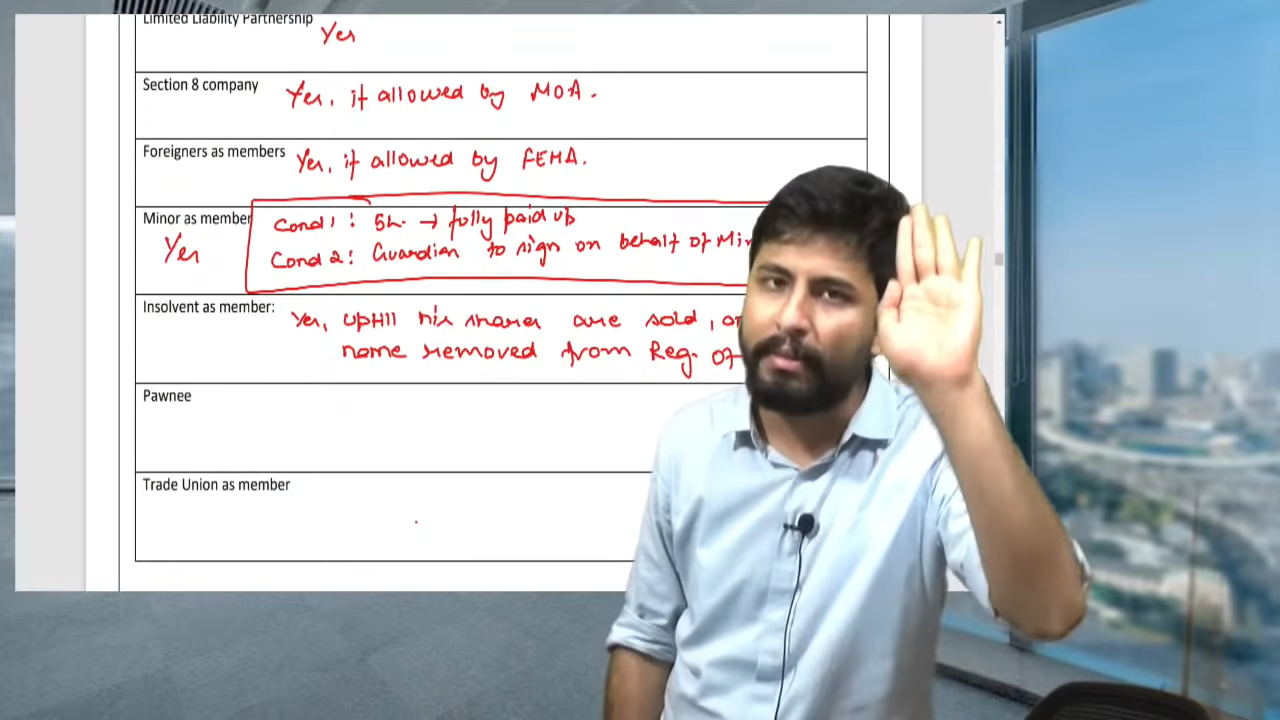 Limited Liability Partnership
Yes
Section 8 company
Yes, if allowed by MOA.
Foreigners as members
Yes, if allowed by FEMA.
Minor as member
Yes
Cond 1 : Sh. → fully paid up
Cond 2 : Guardian to sign on behalf of
Insolvent as member:
Yes, uptill his shares are sold, or
name removed from Reg. of
Pawnee
Trade Union as member